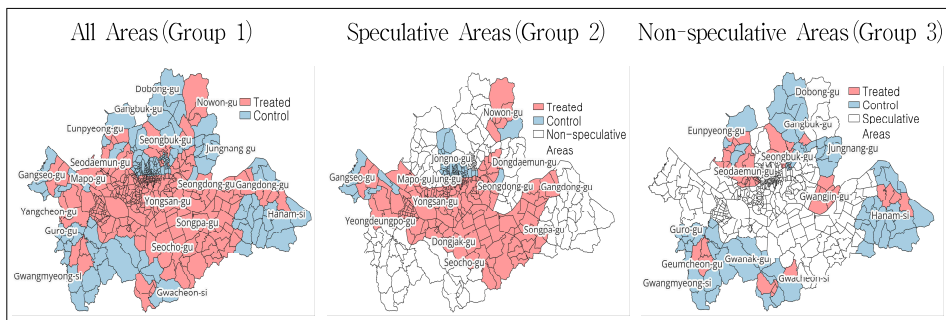 All Areas(Group 1)
Dobong-gu
Gangbuk-gu
Nowon-gu
Treated
Control
Eunpyeong-gu
Seongbuk-gu
Jungnang-gu
Seodaemun-gu
Gangseo-gu
Mapo-gu
Seongdong-gu
Gangdong-gu
Yongsan-gu
Yangcheon-gu
Hanam-si
Guro-gu
Songpa-gu
Seocho-gu
Gwangmyeong-si
Gwacheon-si
Speculative Areas(Group 2)
Nowon-gu
Treated
Control
Non-speculative
Areas
Jongno-gu
Dongdaemun-gu
Gangseo-gu
Mapo-gu
Jung-gu
Seongdong-gu
Gangdong-gu
Yongsan-gu
Yeongdeungpo-gu
Songpa-gu
Dongjak-gu
Seocho-gu
Non-speculative Areas(Group 3)
Dobong-gu
Treated
Control
Speculative
Areas
Eunpyeong-gu
Gangbuk-gu
Jungnang-gu
Seongbuk-gu
Seodaemun-gu
Gwangjin-gu
Hanam-si
Guro-gu
Geumcheon-gu
Gwanak-gu
Gwangmyeong-si
Gwacheon-si